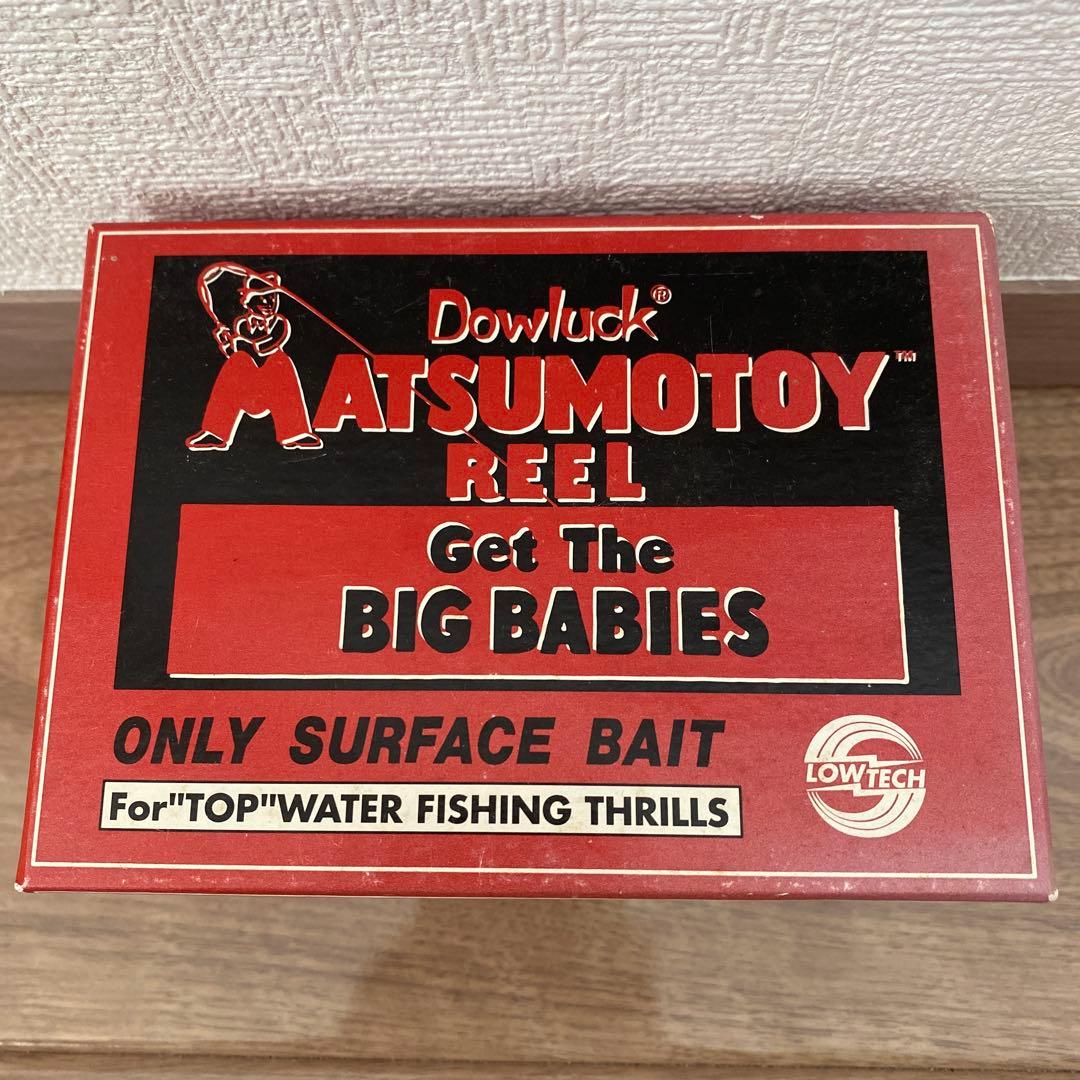 Dowluck®
MATSUMOTOY™
REEL
Get The
BIG BABIES
ONLY SURFACE BAIT
For"TOP"WATER FISHING THRILLS
LOWTECH